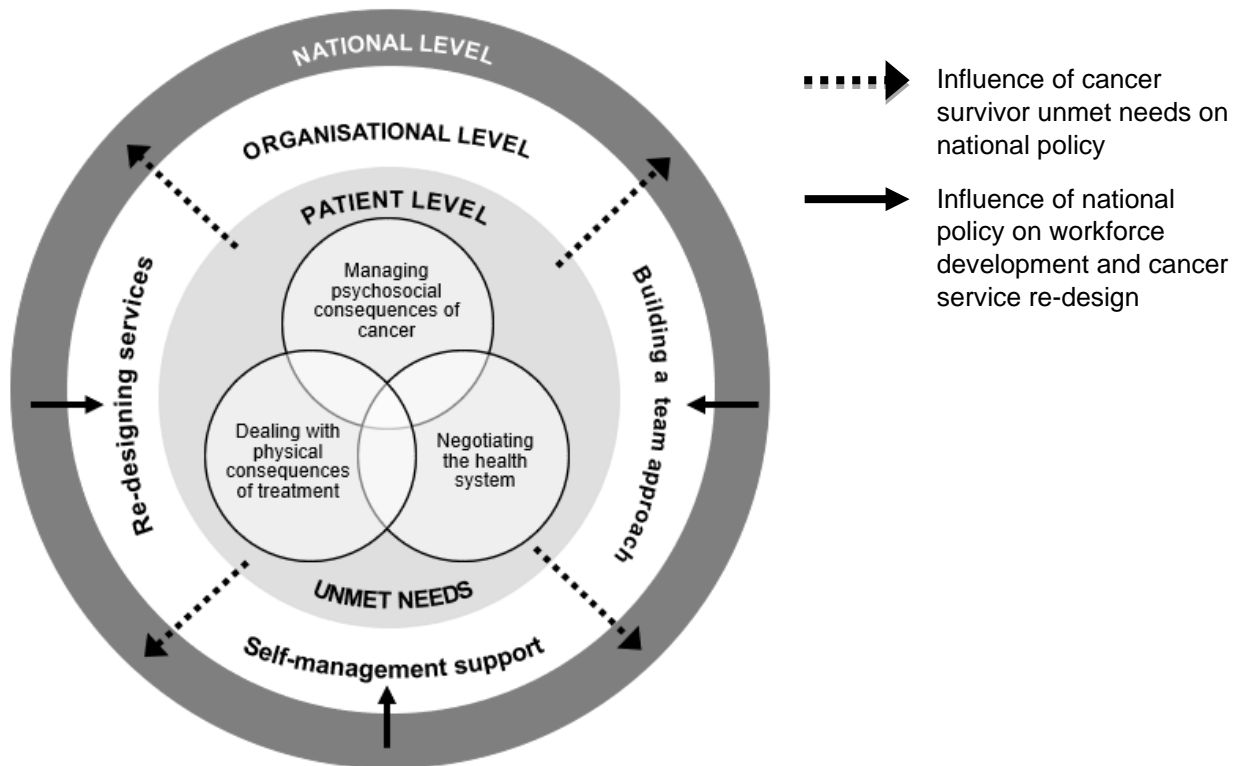 NATIONAL LEVEL
ORGANISATIONAL LEVEL
PATIENT LEVEL
Managing
psychosocial
consequences of
cancer
Dealing with
physical
consequences
of treatment
Negotiating
the health
system
UNMET NEEDS
Re-designing services
Building a team approach
Self-management support
Influence of cancer
survivor unmet needs on
national policy
Influence of national
policy on workforce
development and cancer
service re-design